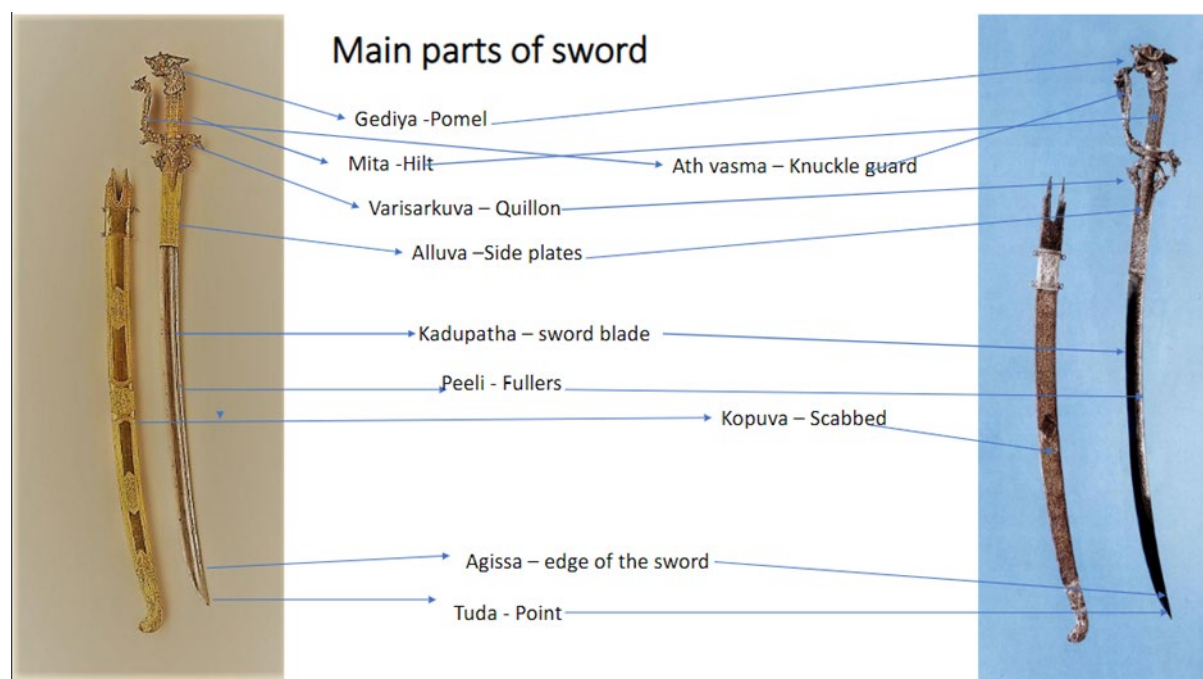 Main parts of sword
Gediya -Pomel
Mita -Hilt
Ath vasma – Knuckle guard
Varisarkuva – Quillon
Alluva –Side plates
Kadupatha – sword blade
Peeli - Fullers
Kopuva – Scabbed
Agissa – edge of the sword
Tuda - Point